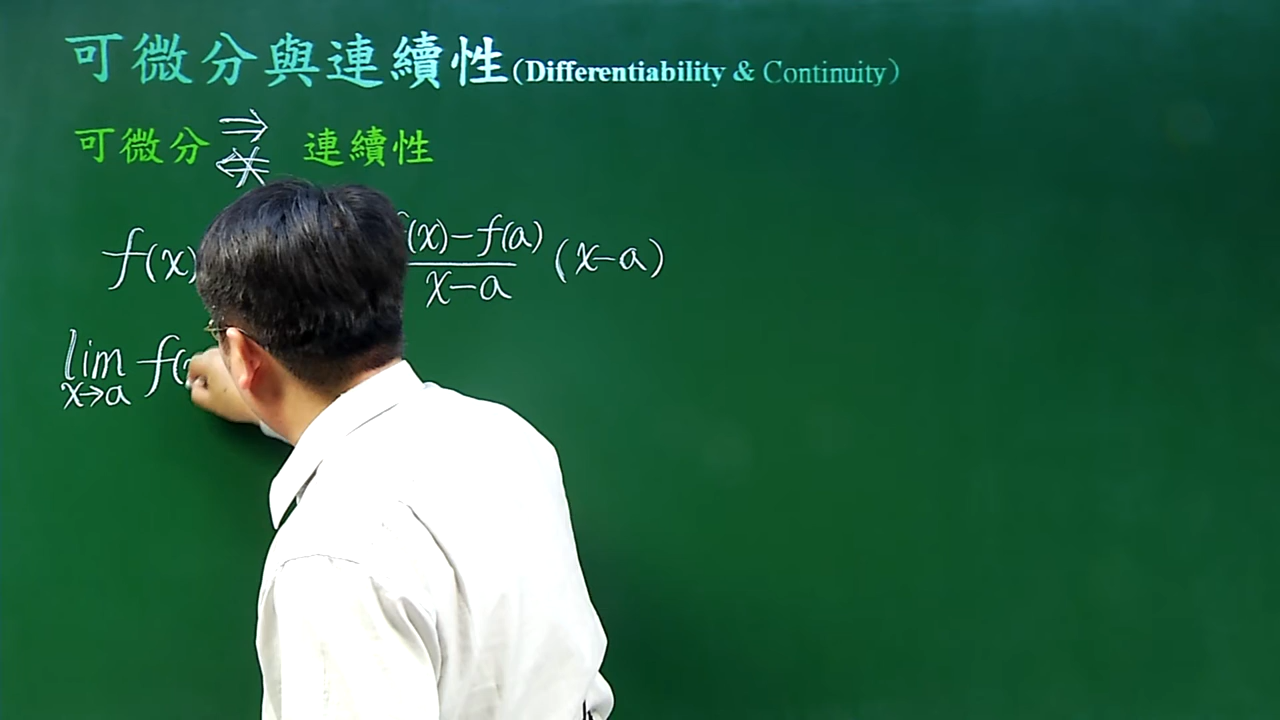 可微分與連續性(Differentiability & Continuity)
可微分 ⇒ 連續性
⇍
f(x) (x)-f(a) / x-a (x-a)
lim x→a f(